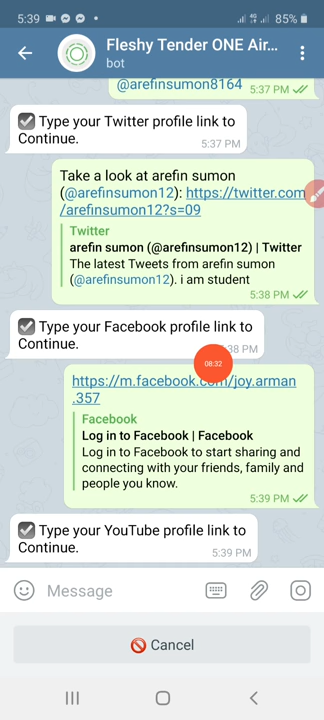 5:39
85%
Fleshy Tender ONE Air...
bot
@arefinsumon8164
5:37 PM
Type your Twitter profile link to
Continue.
5:37 PM
Take a look at arefin sumon
(@arefinsumon12): https://twitter.com
/arefinsumon12?s=09
Twitter
arefin sumon (@arefinsumon12) | Twitter
The latest Tweets from arefin sumon
(@arefinsumon12). i am student
5:38 PM
Type your Facebook profile link to
Continue.
:38 PM
08:32
https://m.facebook.com/joy.arman
.357
Facebook
Log in to Facebook | Facebook
Log in to Facebook to start sharing and
connecting with your friends, family and
people you know.
5:39 PM
Type your YouTube profile link to
Continue.
5:39 PM
Message
Cancel